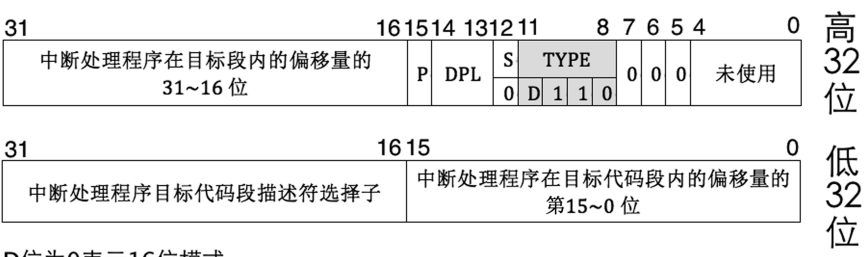 31 16 15 14 13 12 11 8 7 6 5 4 0
中断处理程序在目标段内的偏移量的
31~16 位
P DPL S TYPE 0 0 0 未使用
0 D 1 1 0
高
32
位
31 16 15 0
中断处理程序目标代码段描述符选择子
中断处理程序在目标代码段内的偏移量的
第15~0 位
低
32
位